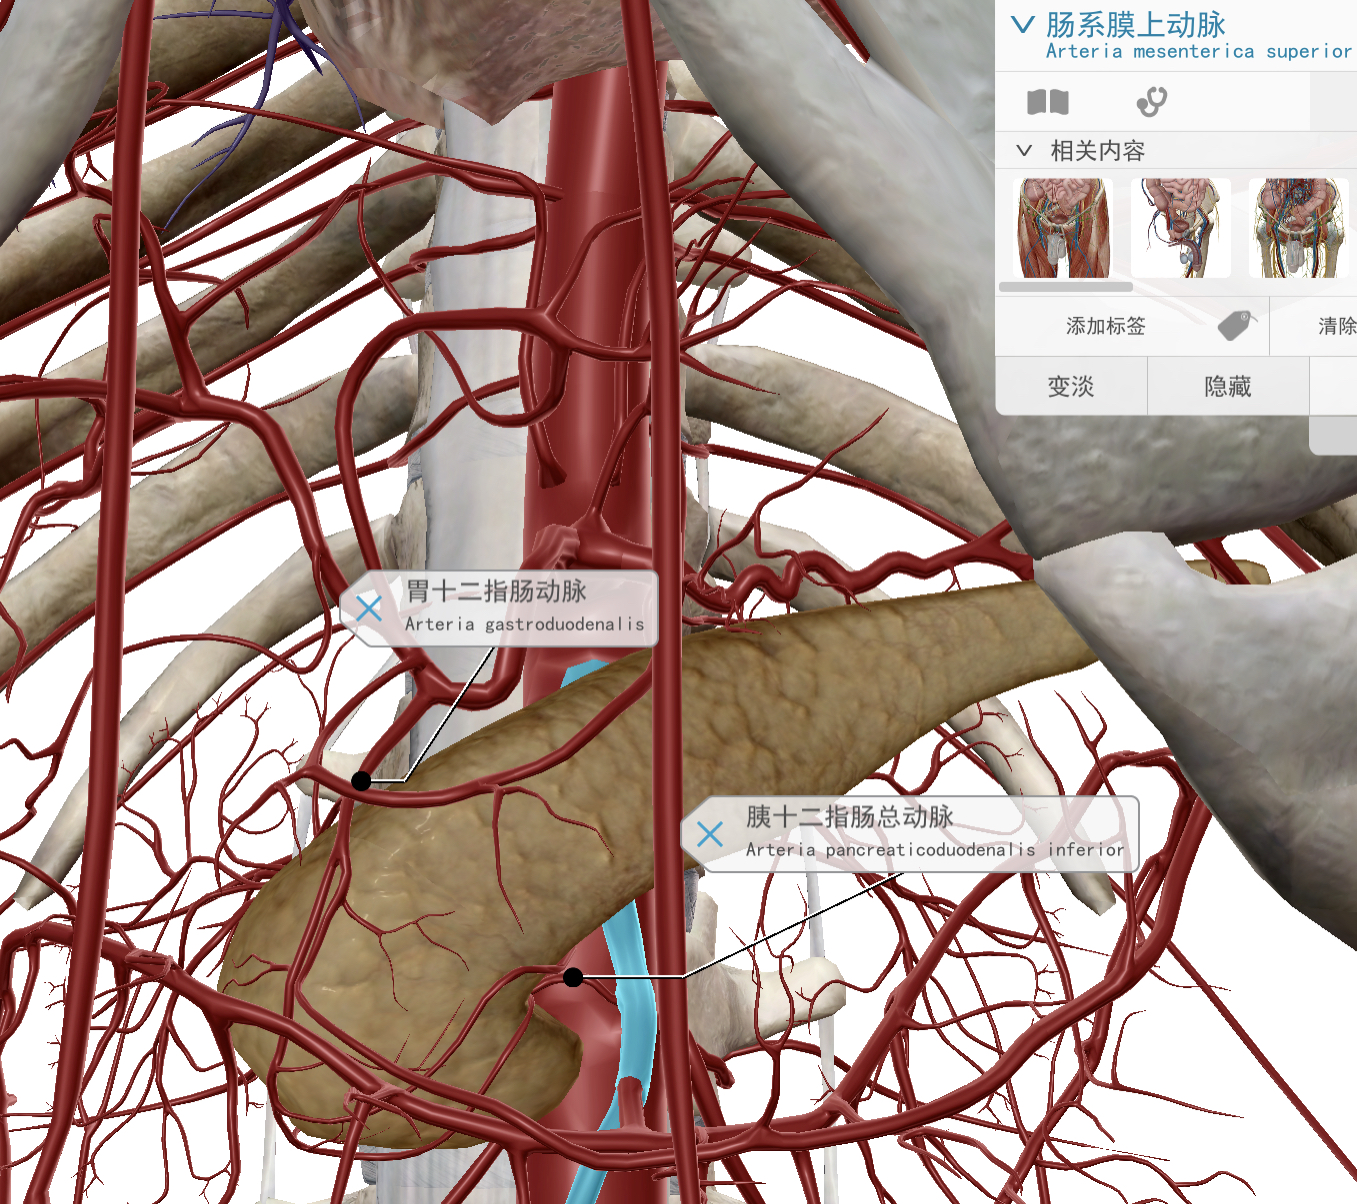 肠系膜上动脉
Arteria mesenterica superior
相关内容
添加标签
清除
变淡
隐藏
胃十二指肠动脉
Arteria gastroduodenalis
胰十二指肠总动脉
Arteria pancreaticoduodenalis inferior